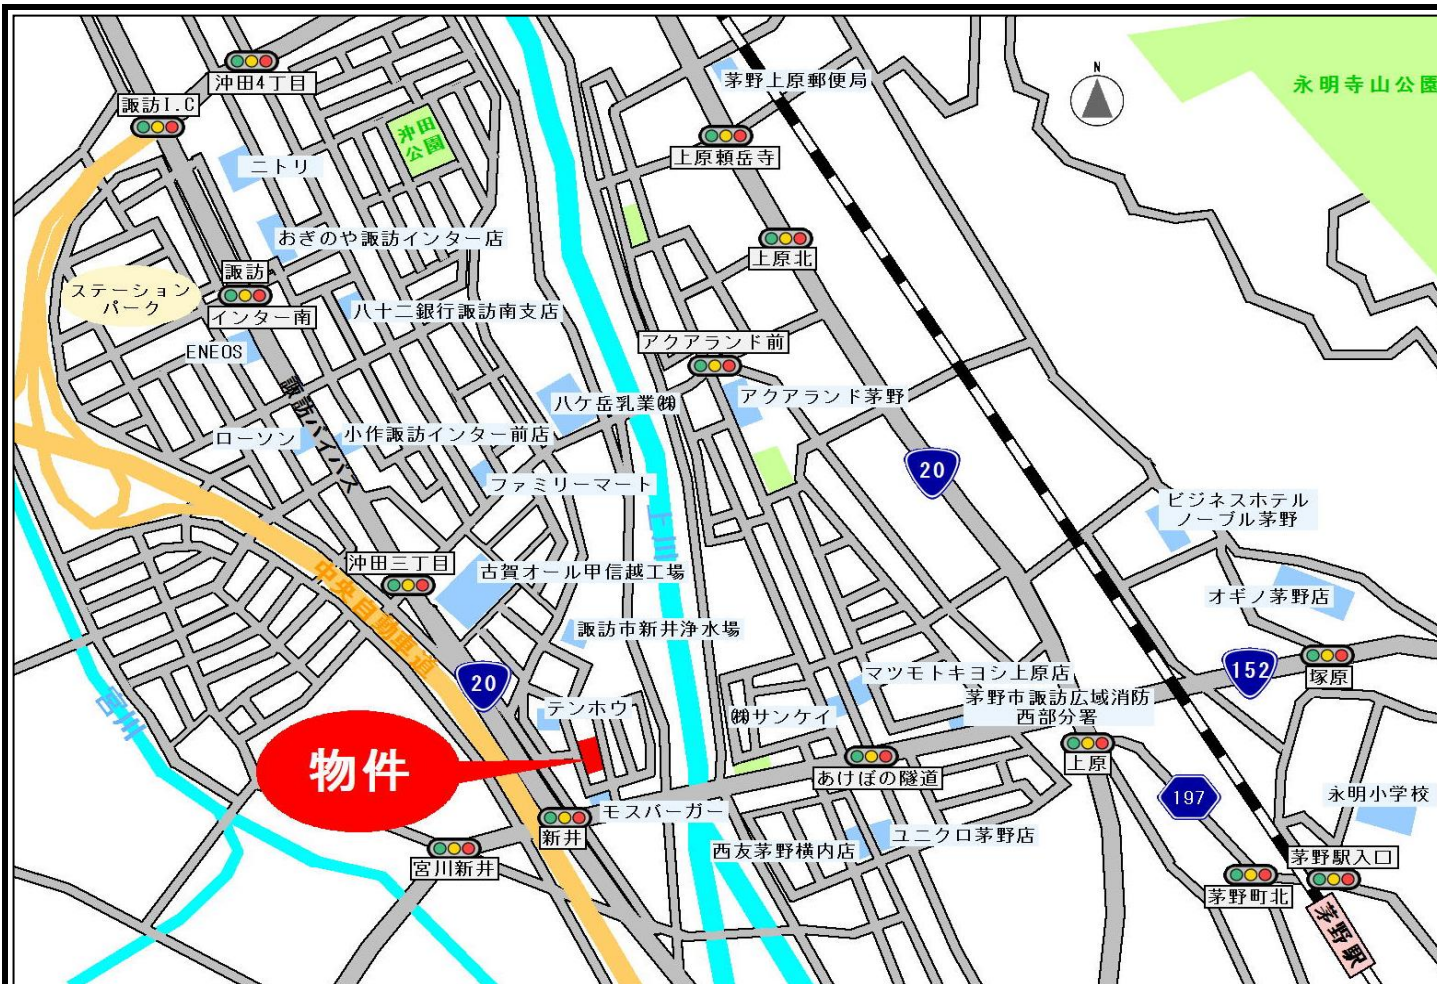 沖田4丁目
諏訪I.C
茅野上原郵便局
N
永明寺山公園
沖田
公園
上原頼岳寺
ニトリ
おぎのや諏訪インター店
上原北
諏訪
インター南
ステーション
パーク
八十二銀行諏訪南支店
アクアランド前
ENEOS
アクアランド茅野
八ケ岳乳業㈱
諏訪バイパス
ローソン
小作諏訪インター前店
20
ファミリーマート
ビジネスホテル
ノーブル茅野
上川
沖田三丁目
古賀オール甲信越工場
中央自動車道
オギノ茅野店
諏訪市新井浄水場
20
152
塚原
マツモトキヨシ上原店
茅野市諏訪広域消防
西部分署
宮川
テンホウ
㈱サンケイ
物件
上原
あけぼの隧道
197
永明小学校
モスバーガー
新井
ユニクロ茅野店
西友茅野横内店
宮川新井
茅野駅入口
茅野町北
茅野駅